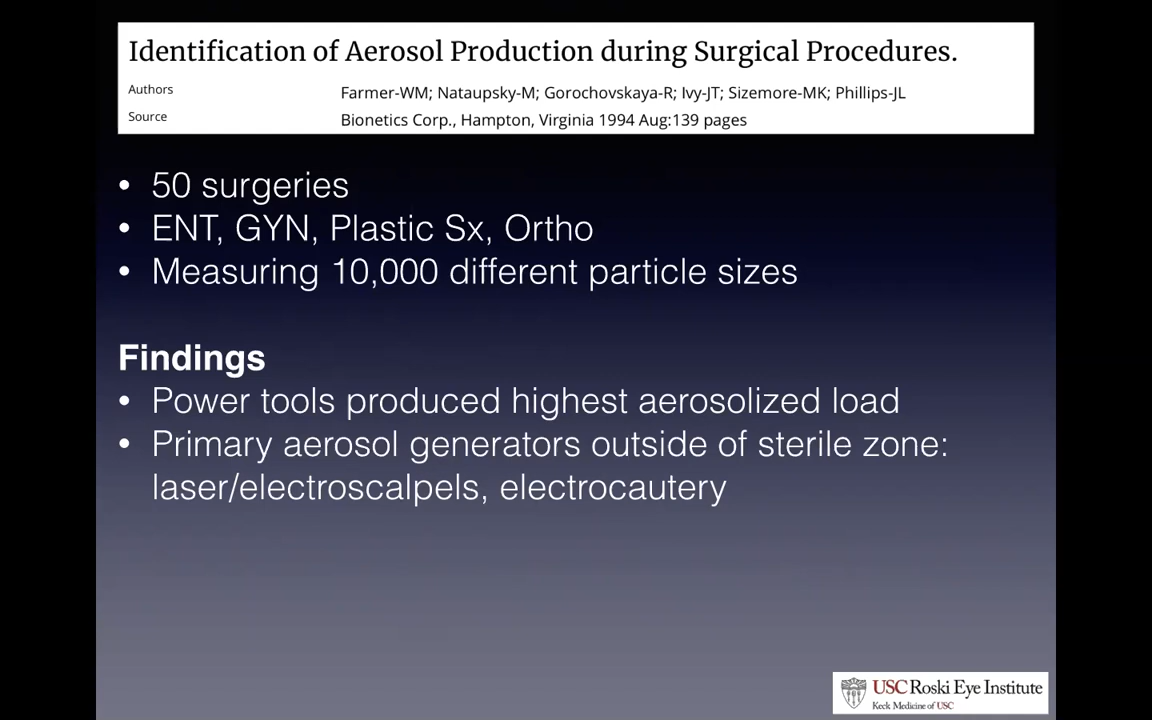 Identification of Aerosol Production during Surgical Procedures.
Authors Farmer-WM; Nataupsky-M; Gorochovskaya-R; Ivy-JT; Sizemore-MK; Phillips-JL
Source Bionetics Corp., Hampton, Virginia 1994 Aug:139 pages
• 50 surgeries
• ENT, GYN, Plastic Sx, Ortho
• Measuring 10,000 different particle sizes
Findings
• Power tools produced highest aerosolized load
• Primary aerosol generators outside of sterile zone:
laser/electroscalpels, electrocautery
USC Roski Eye Institute
Keck Medicine of USC